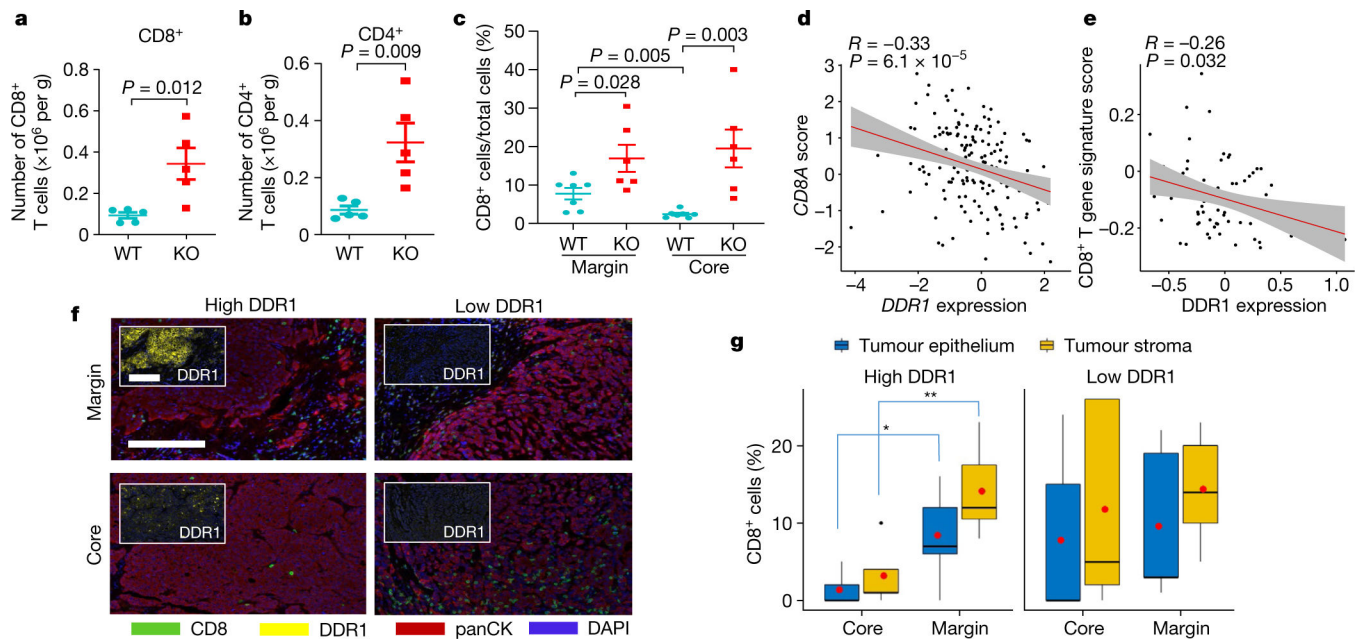 a
CD8+
P = 0.012
Number of CD8+
T cells (×10⁶ per g)
0.8
0.6
0.4
0.2
0
WT
KO
b
CD4+
P = 0.009
Number of CD4+
T cells (×10⁶ per g)
0.6
0.3
0
WT
KO
c
P = 0.003
P = 0.005
P = 0.028
CD8+ cells/total cells (%)
50
40
30
20
10
0
WT
KO
WT
KO
Margin
Core
d
R = −0.33
P = 6.1 × 10⁻⁵
CD8A score
3
2
1
0
−1
−2
−4
−2
0
2
DDR1 expression
e
R = −0.26
P = 0.032
CD8+ T gene signature score
0.2
0
−0.2
−0.5
0
0.5
1.0
DDR1 expression
f
High DDR1
Low DDR1
Margin
DDR1
DDR1
Core
DDR1
DDR1
CD8
DDR1
panCK
DAPI
g
Tumour epithelium
Tumour stroma
High DDR1
Low DDR1
**
*
CD8+ cells (%)
20
10
0
Core
Margin
Core
Margin